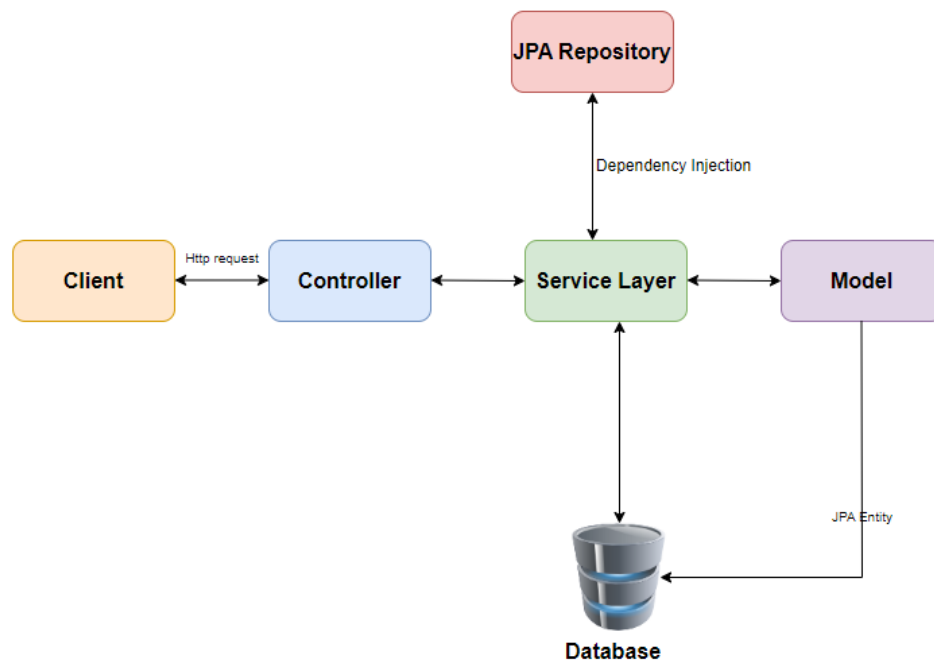 JPA Repository
Dependency Injection
Client
Http request
Controller
Service Layer
Model
JPA Entity
Database